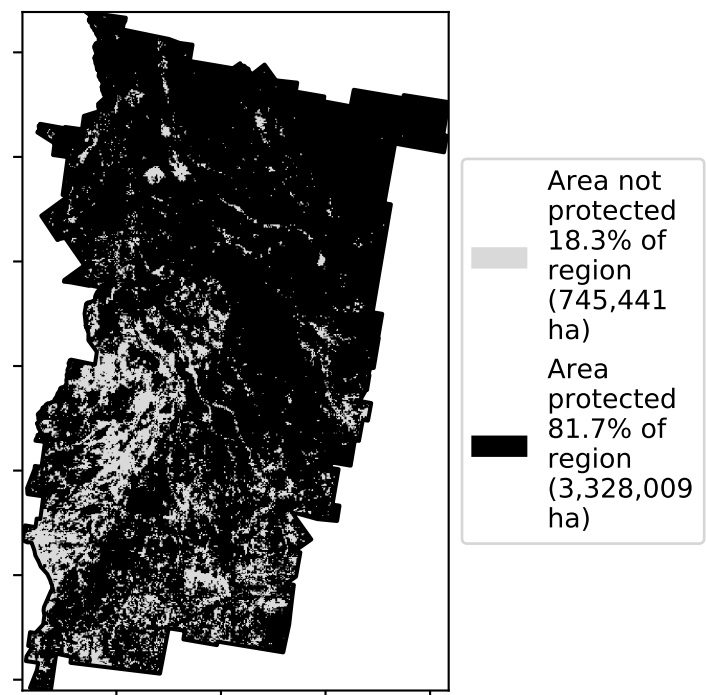 Area not
protected
18.3% of
region
(745,441
ha)
Area
protected
81.7% of
region
(3,328,009
ha)